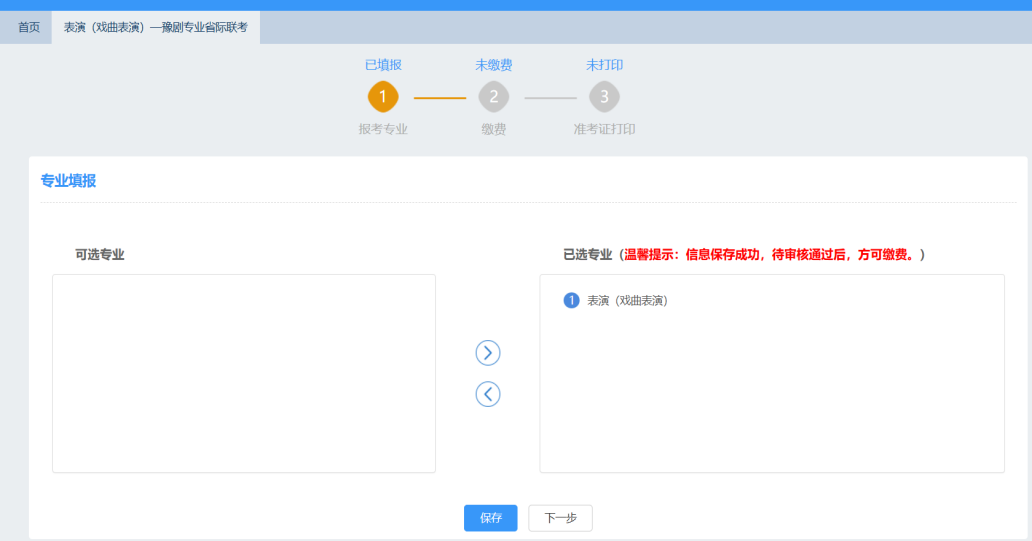 首页 表演（戏曲表演）—豫剧专业省际联考
已填报 未缴费 未打印
1 2 3
报考专业 缴费 准考证打印
专业填报
可选专业 已选专业（温馨提示：信息保存成功，待审核通过后，方可缴费。）
1 表演（戏曲表演）
保存 下一步